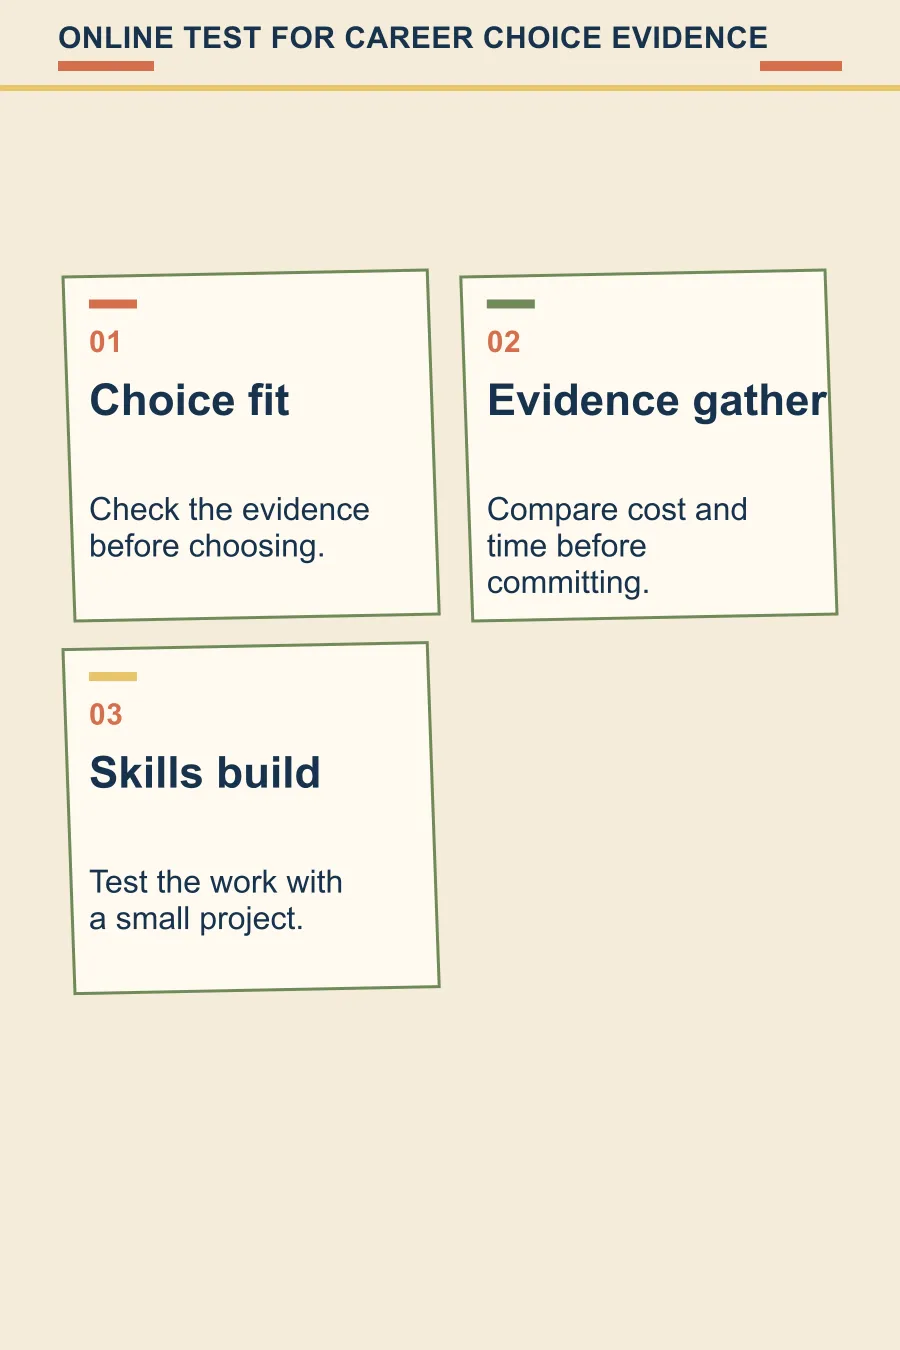 ONLINE TEST FOR CAREER CHOICE EVIDENCE
01
Choice fit
Check the evidence
before choosing.
02
Evidence gather
Compare cost and
time before
committing.
03
Skills build
Test the work with
a small project.